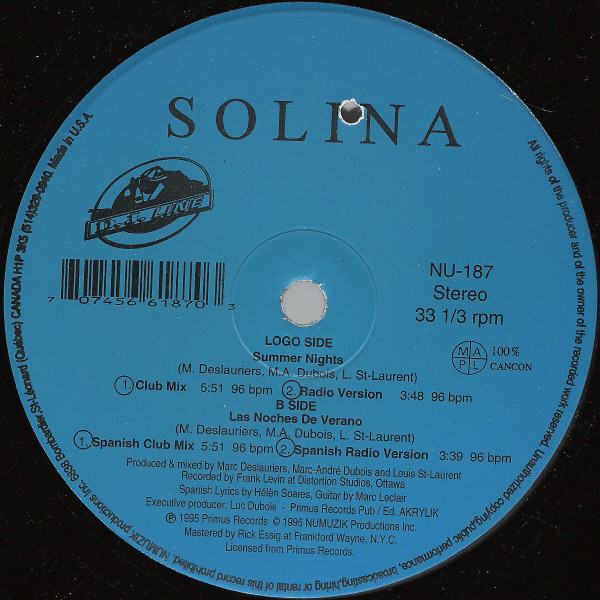 SOLINA
D.J. LINE
7 07456 61870 3
NU-187
Stereo
33 1/3 rpm
M A P L 100% CANCON
LOGO SIDE
Summer Nights
(M. Deslauriers, M.A. Dubois, L. St-Laurent)
1 Club Mix 5:51 96 bpm 2. Radio Version 3:48 96 bpm
B SIDE
Las Noches De Verano
(M. Deslauriers, M.A. Dubois, L. St-Laurent)
1. Spanish Club Mix 5:51 96 bpm 2. Spanish Radio Version 3:39 96 bpm
Produced & mixed by Marc Deslauriers, Marc-André Dubois and Louis St-Laurent
Recorded by Frank Levin at Distortion Studios, Ottawa
Spanish Lyrics by Hélèn Soares, Guitar by Marc Leclair
Executive producer: Luc Dubois - Primus Records Pub / Ed. AKRYLIK
℗ 1995 Primus Records © 1995 NUMUZIK Productions Inc.
Mastered by Rick Essig at Frankford Wayne, N.Y.C.
Licensed from Primus Records.
All rights of the producer and of the owner of the recorded work reserved. Unauthorized copying, public performance, broadcasting, hiring or rental of this record prohibited. NUMUZIK productions Inc. 6638 Bombardier, St-Léonard (Québec) CANADA H1P 3K5 Made in U.S.A.